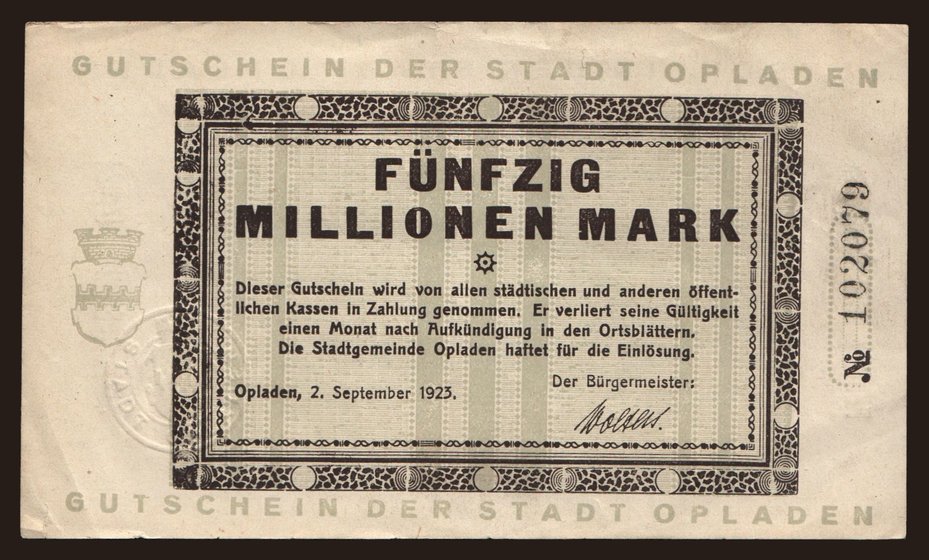 GUTSCHEIN DER STADT OPLADEN
FÜNFZIG
MILLIONEN MARK
Dieser Gutschein wird von allen städtischen und anderen öffent-
lichen Kassen in Zahlung genommen. Er verliert seine Gültigkeit
einen Monat nach Aufkündigung in den Ortsblättern.
Die Stadtgemeinde Opladen haftet für die Einlösung.
Opladen, 2. September 1923.
Der Bürgermeister:
№ 102079
GUTSCHEIN DER STADT OPLADEN